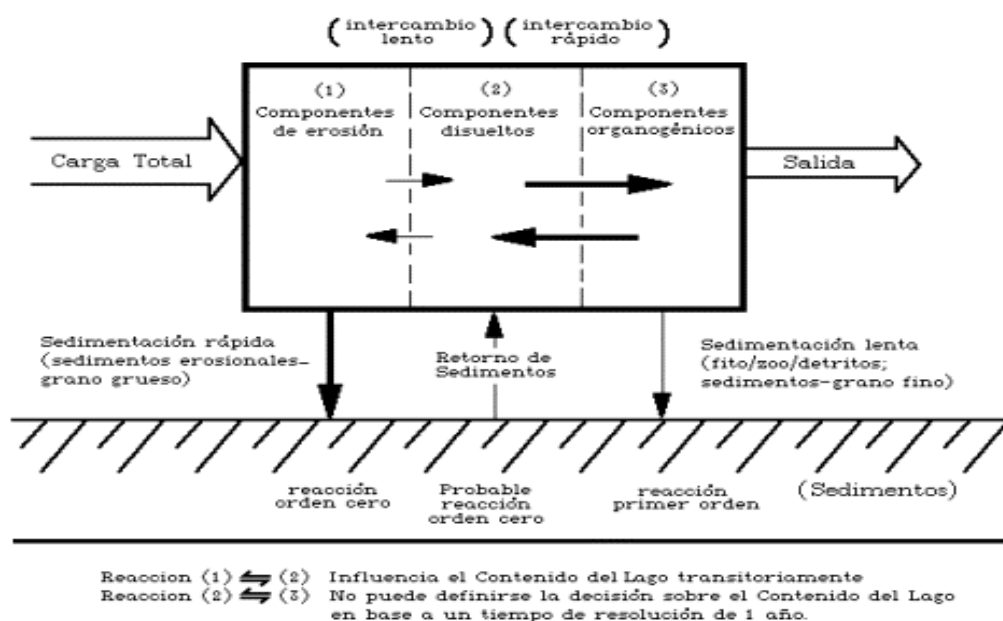 (intercambio lento) (intercambio rápido)
(1)
Componentes
de erosión
(2)
Componentes
disueltos
(3)
Componentes
organogénicos
Carga Total
Salida
Sedimentación rápida
(sedimentos erosionales-
grano grueso)
Retorno de
Sedimentos
Sedimentación lenta
(fito/zoo/detritos;
sedimentos-grano fino)
reacción
orden cero
Probable
reacción
orden cero
reacción
primer orden
(Sedimentos)
Reaccion (1) ⇌ (2) Influencia el Contenido del Lago transitoriamente
Reaccion (2) ⇌ (3) No puede definirse la decisión sobre el Contenido del Lago
en base a un tiempo de resolución de 1 año.